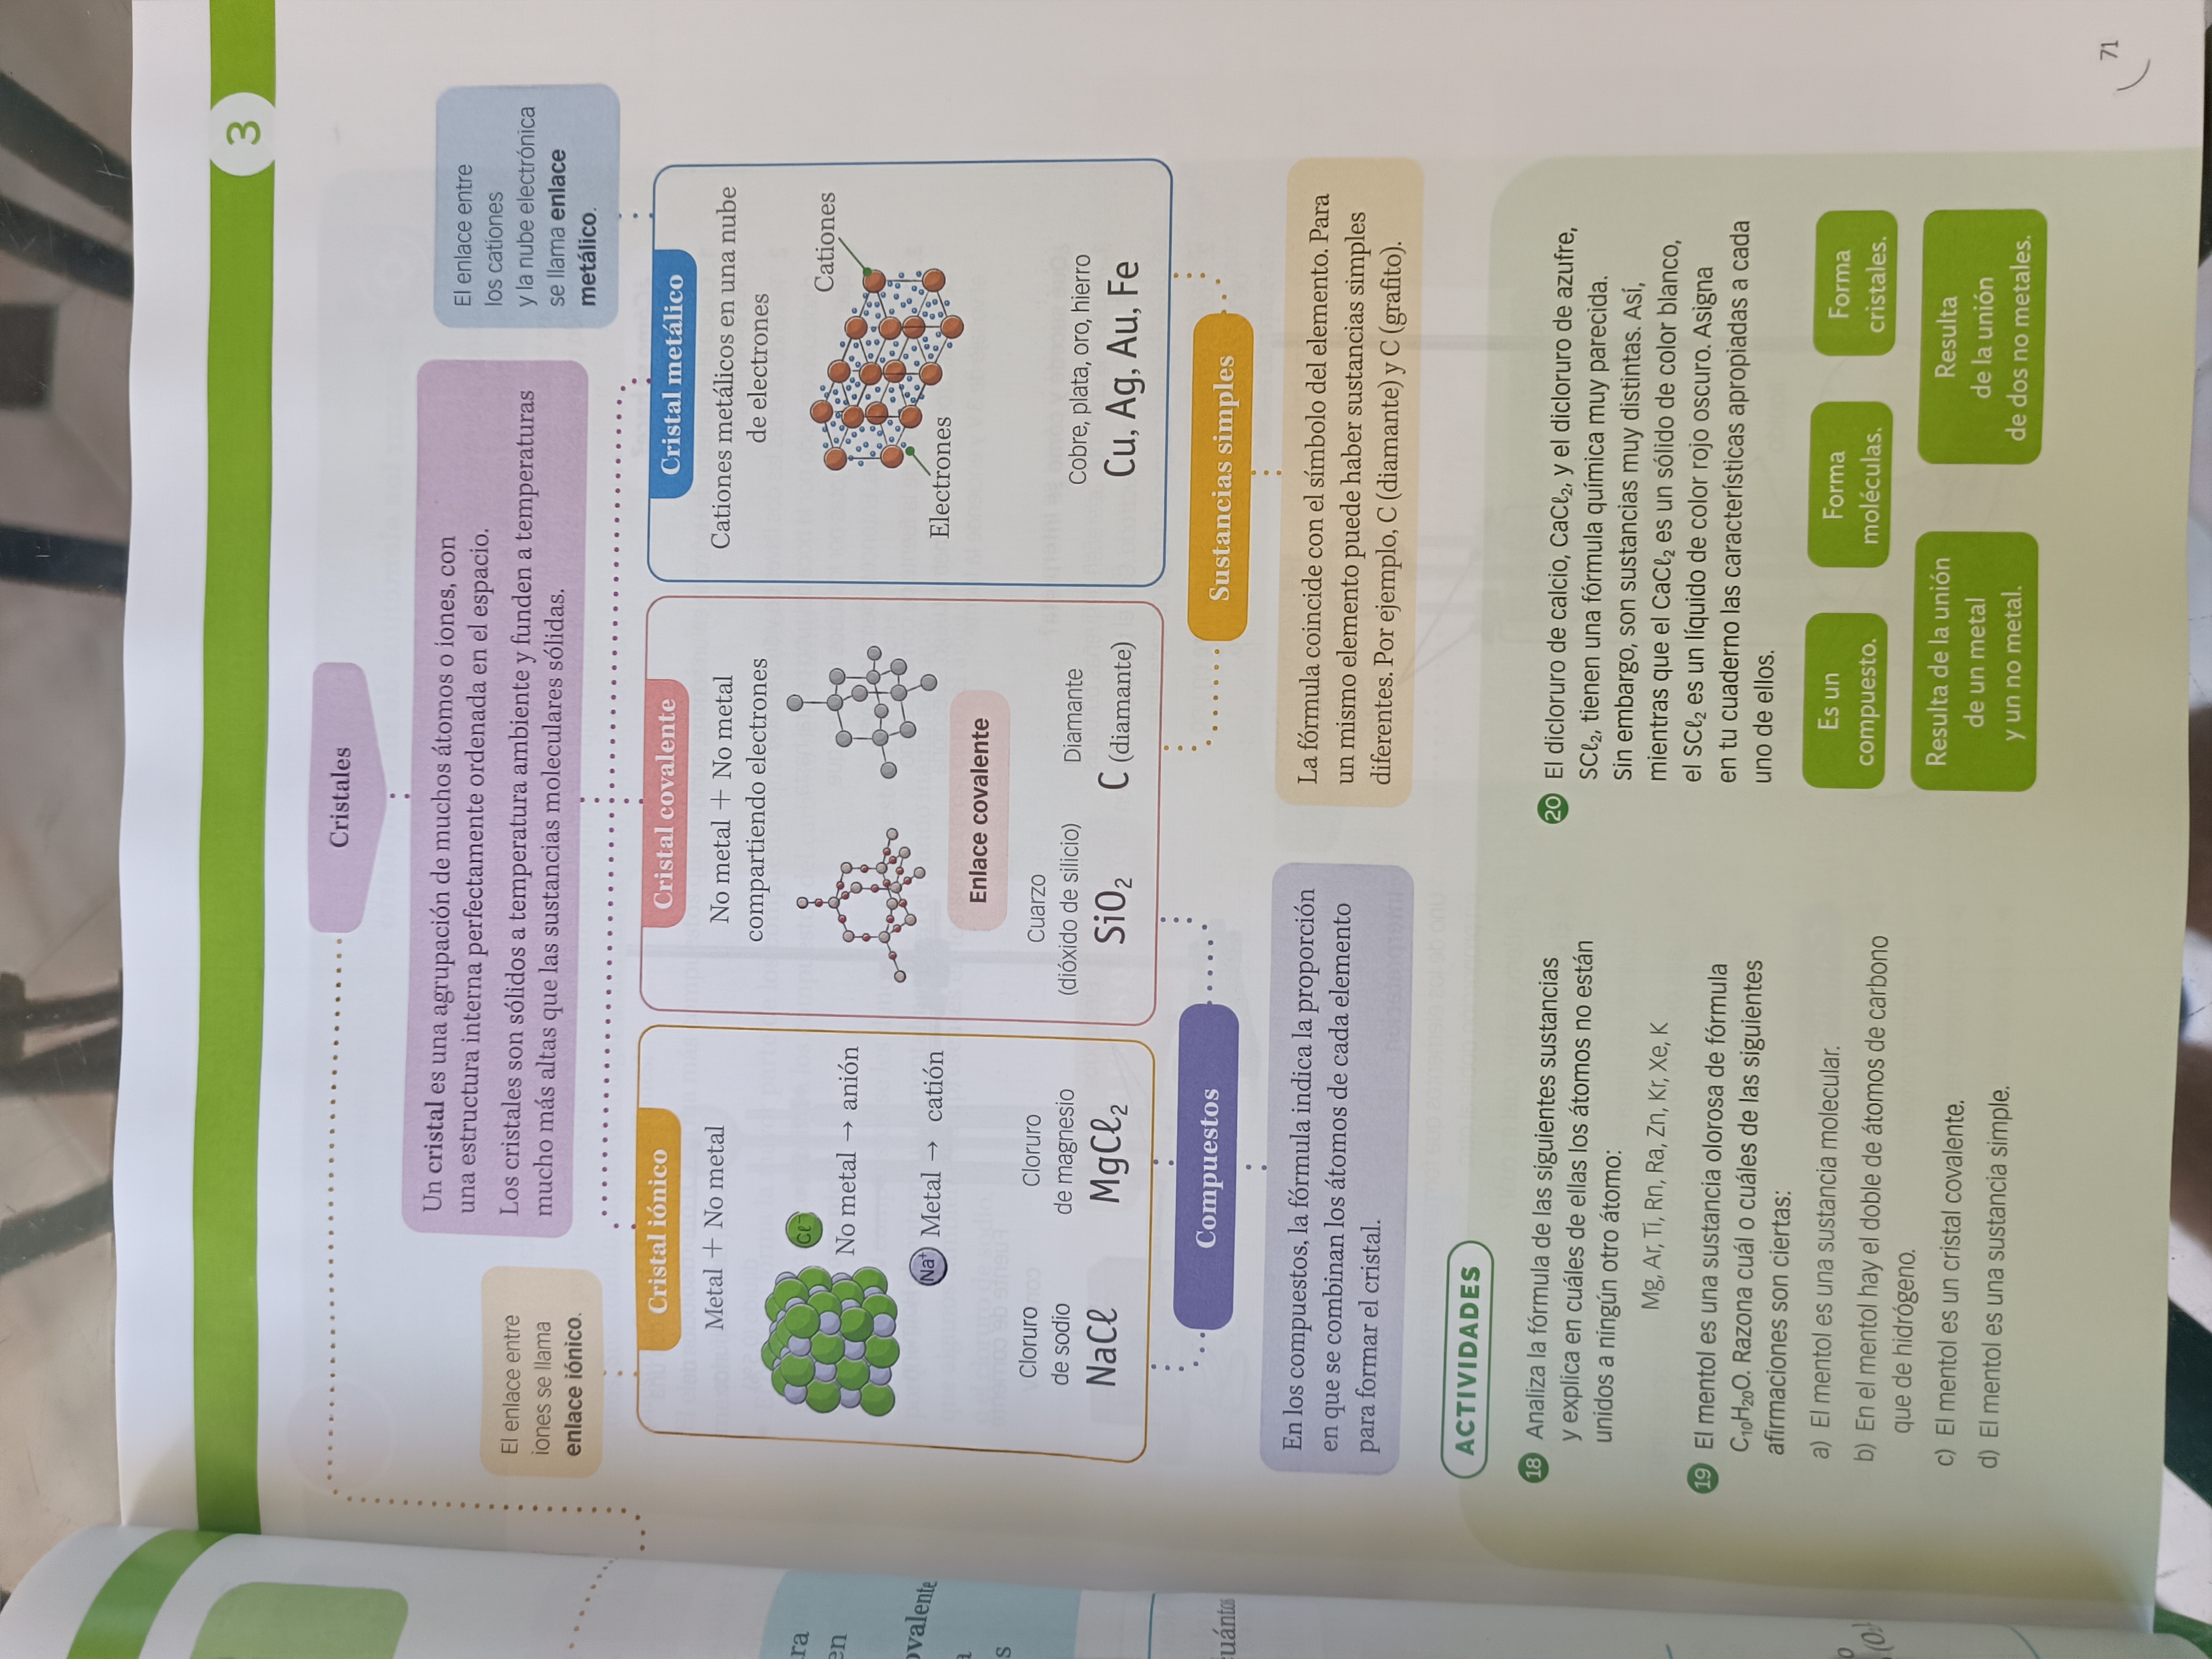 3
Cristales
Un cristal es una agrupación de muchos átomos o iones, con
una estructura interna perfectamente ordenada en el espacio.
Los cristales son sólidos a temperatura ambiente y funden a temperaturas
mucho más altas que las sustancias moleculares sólidas.
El enlace entre
iones se llama
enlace iónico.
El enlace entre
los cationes
y la nube electrónica
se llama enlace
metálico.
Cristal iónico
Metal + No metal
Cℓ⁻
No metal → anión
Na⁺
Metal → catión
Cloruro
de sodio
NaCℓ
Cloruro
de magnesio
MgCℓ₂
Cristal covalente
No metal + No metal
compartiendo electrones
Enlace covalente
Cuarzo
(dióxido de silicio)
SiO₂
Diamante
C (diamante)
Cristal metálico
Cationes metálicos en una nube
de electrones
Cationes
Electrones
Cobre, plata, oro, hierro
Cu, Ag, Au, Fe
Compuestos
En los compuestos, la fórmula indica la proporción
en que se combinan los átomos de cada elemento
para formar el cristal.
Sustancias simples
La fórmula coincide con el símbolo del elemento. Para
un mismo elemento puede haber sustancias simples
diferentes. Por ejemplo, C (diamante) y C (grafito).
ACTIVIDADES
18 Analiza la fórmula de las siguientes sustancias
y explica en cuáles de ellas los átomos no están
unidos a ningún otro átomo:
Mg, Ar, Ti, Rn, Ra, Zn, Kr, Xe, K
19 El mentol es una sustancia olorosa de fórmula
C₁₀H₂₀O. Razona cuál o cuáles de las siguientes
afirmaciones son ciertas:
a) El mentol es una sustancia molecular.
b) En el mentol hay el doble de átomos de carbono
que de hidrógeno.
c) El mentol es un cristal covalente.
d) El mentol es una sustancia simple.
20 El dicloruro de calcio, CaCℓ₂, y el dicloruro de azufre,
SCℓ₂, tienen una fórmula química muy parecida.
Sin embargo, son sustancias muy distintas. Así,
mientras que el CaCℓ₂ es un sólido de color blanco,
el SCℓ₂ es un líquido de color rojo oscuro. Asigna
en tu cuaderno las características apropiadas a cada
uno de ellos.
Es un
compuesto.
Forma
moléculas.
Forma
cristales.
Resulta de la unión
de un metal
y un no metal.
Resulta
de la unión
de dos no metales.
71